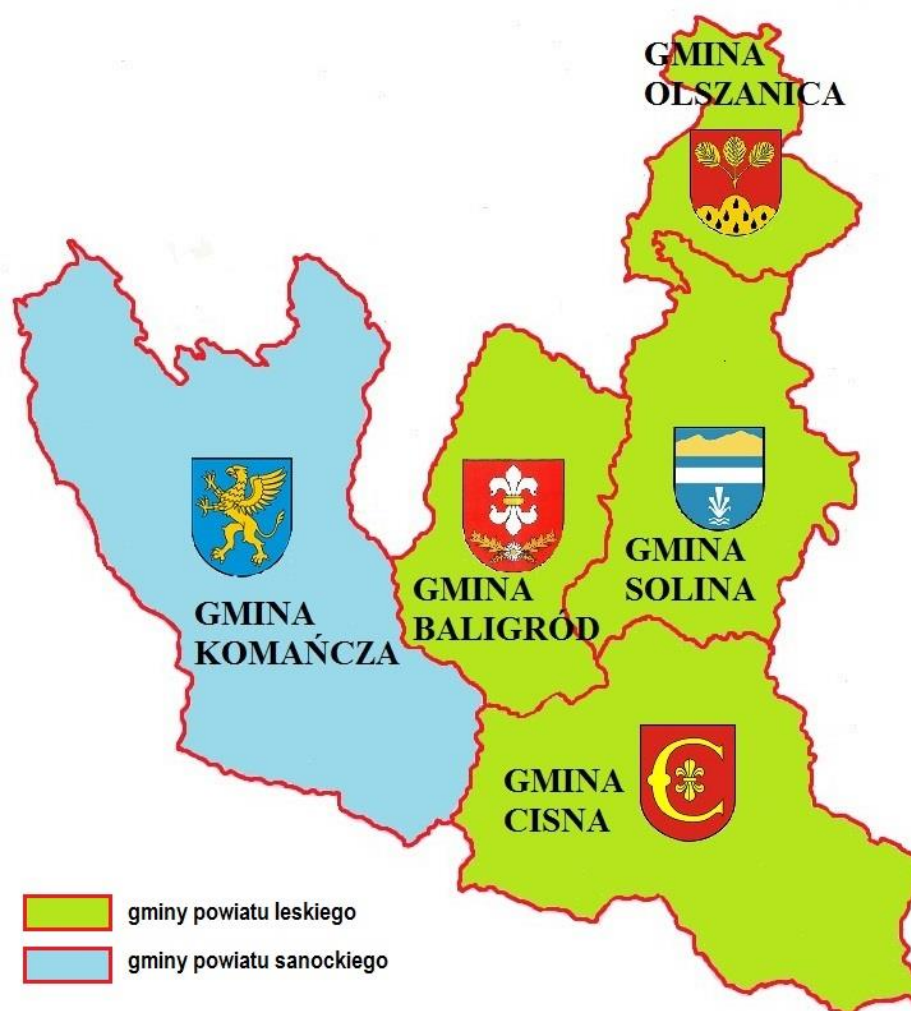 GMINA
OLSZANICA
GMINA
SOLINA
GMINA
BALIGRÓD
GMINA
KOMAŃCZA
GMINA
CISNA
gminy powiatu leskiego
gminy powiatu sanockiego